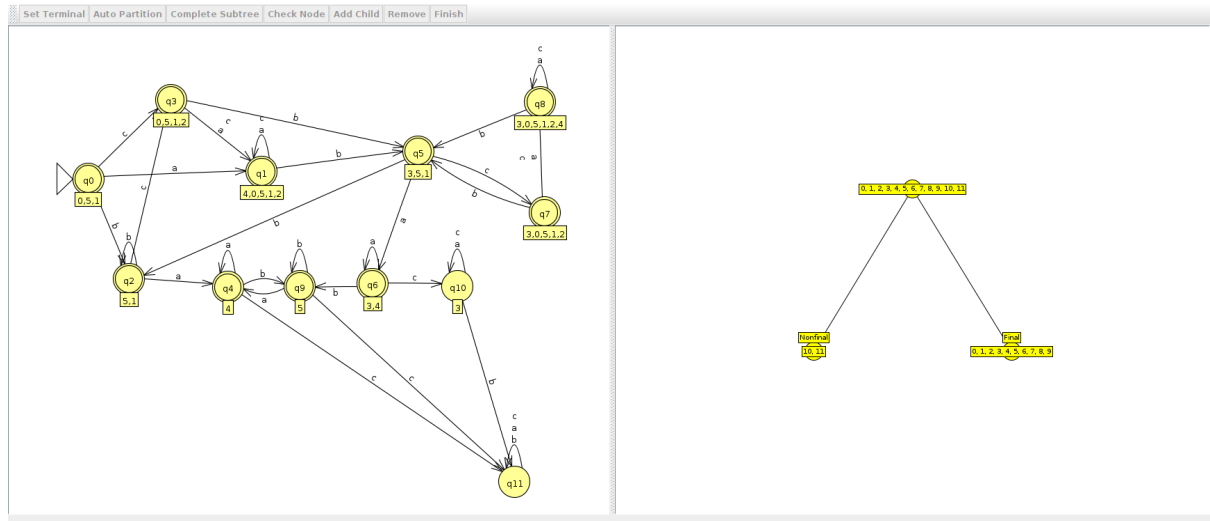 Set Terminal Auto Partition Complete Subtree Check Node Add Child Remove Finish
c
a
q8
3,0,5,1,2,4
q3
0,5,1,2
b
c
a
c
c
a
b
q5
3,5,1
b
c
a
c
b
q7
3,0,5,1,2
q0
0,5,1
a
q1
4,0,5,1,2
b
c
b
a
b
q2
5,1
a
a
q4
4
b
a
b
q9
5
b
a
q6
3,4
c
c
a
q10
3
c
c
b
c
a
b
q11
0, 1, 2, 3, 4, 5, 6, 7, 8, 9, 10, 11
Nonfinal
10, 11
Final
0, 1, 2, 3, 4, 5, 6, 7, 8, 9